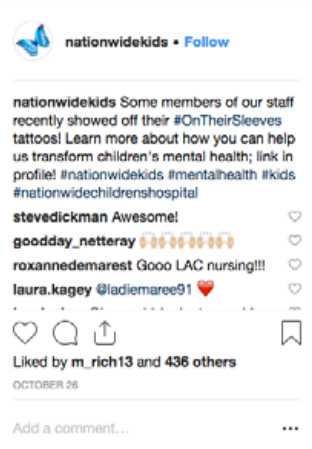 nationwidekids • Follow
nationwidekids Some members of our staff
recently showed off their #OnTheirSleeves
tattoos! Learn more about how you can help
us transform children's mental health; link in
profile! #nationwidekids #mentalhealth #kids
#nationwidechildrenshospital
stevedickman Awesome!
goodday_netteray 🙌🏻🙌🏻🙌🏻🙌🏻🙌🏻
roxannedemarest Gooo LAC nursing!!!
laura.kagey @ladiemaree91 ❤️
Liked by m_rich13 and 436 others
OCTOBER 26
Add a comment...